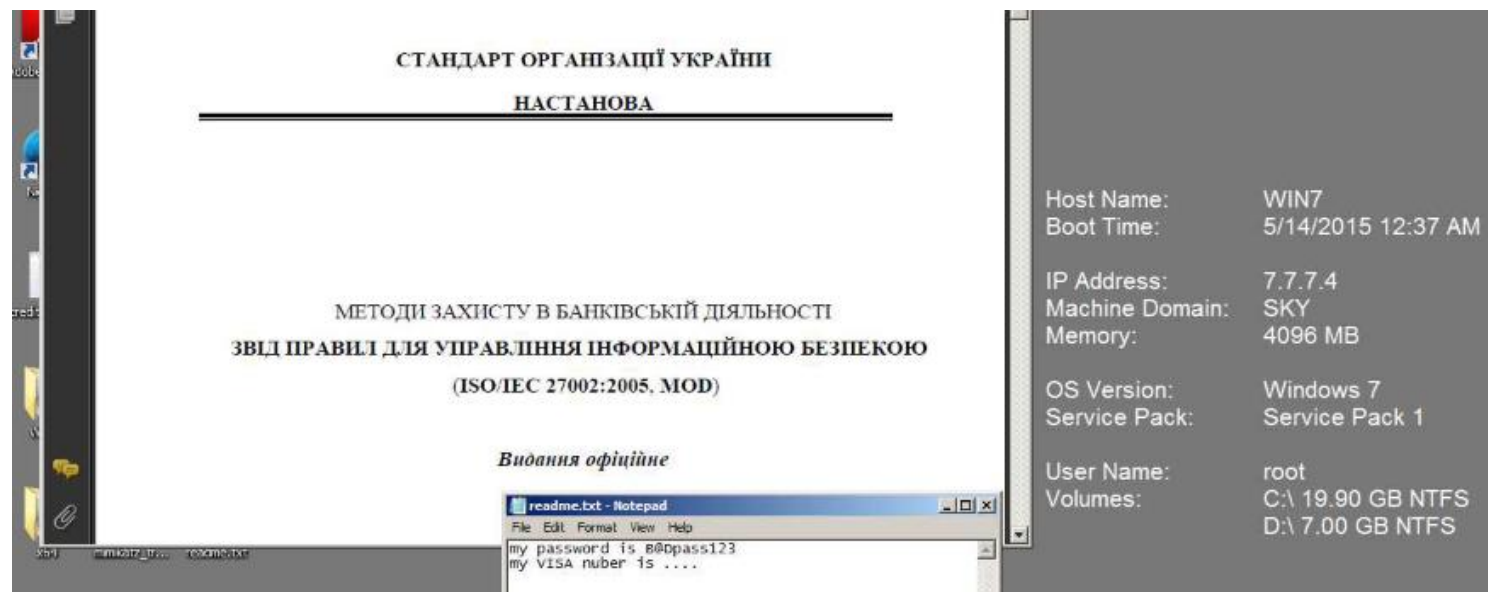 СТАНДАРТ ОРГАНІЗАЦІЇ УКРАЇНИ
НАСТАНОВА
МЕТОДИ ЗАХИСТУ В БАНКІВСЬКІЙ ДІЯЛЬНОСТІ
ЗВІД ПРАВИЛ ДЛЯ УПРАВЛІННЯ ІНФОРМАЦІЙНОЮ БЕЗПЕКОЮ
(ISO/IEC 27002:2005, MOD)
Видання офіційне
readme.txt - Notepad
File Edit Format View Help
my password is B@Dpass123
my VISA nuber is ....
x64 mimikatz_tr... readme.txt
Host Name: WIN7
Boot Time: 5/14/2015 12:37 AM
IP Address: 7.7.7.4
Machine Domain: SKY
Memory: 4096 MB
OS Version: Windows 7
Service Pack: Service Pack 1
User Name: root
Volumes: C:\ 19.90 GB NTFS
D:\ 7.00 GB NTFS